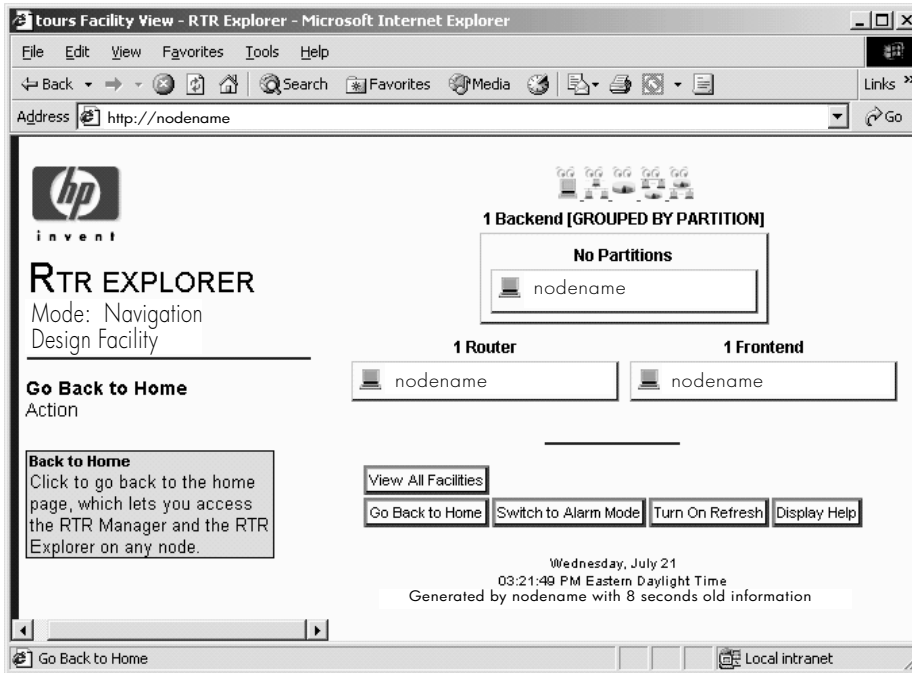 tours Facility View - RTR Explorer - Microsoft Internet Explorer
File Edit View Favorites Tools Help
Back Search Favorites Media Links »
Address http://nodename Go
hp
invent
RTR EXPLORER
Mode: Navigation
Design Facility
Go Back to Home
Action
Back to Home
Click to go back to the home
page, which lets you access
the RTR Manager and the RTR
Explorer on any node.
1 Backend [GROUPED BY PARTITION]
No Partitions
nodename
1 Router 1 Frontend
nodename nodename
View All Facilities
Go Back to Home Switch to Alarm Mode Turn On Refresh Display Help
Wednesday, July 21
03:21:49 PM Eastern Daylight Time
Generated by nodename with 8 seconds old information
Go Back to Home Local intranet